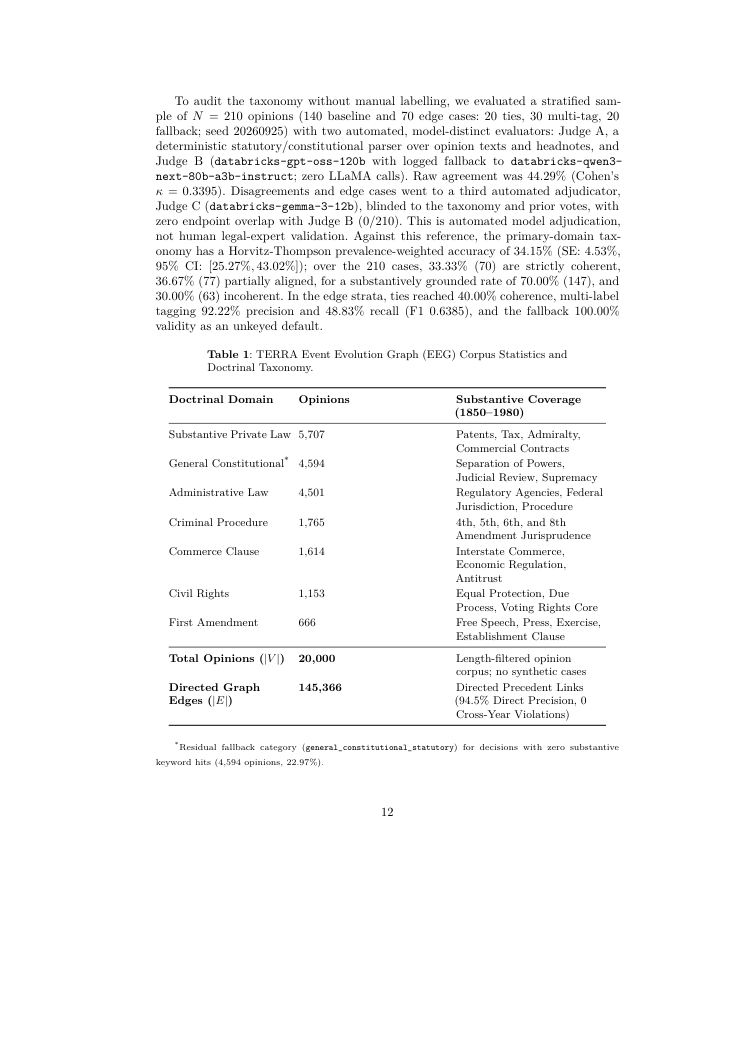 To audit the taxonomy without manual labelling, we evaluated a stratified sam-
ple of N = 210 opinions (140 baseline and 70 edge cases: 20 ties, 30 multi-tag, 20
fallback; seed 20260925) with two automated, model-distinct evaluators: Judge A, a
deterministic statutory/constitutional parser over opinion texts and headnotes, and
Judge B (databricks-gpt-oss-120b with logged fallback to databricks-qwen3-
next-80b-a3b-instruct; zero LLaMA calls). Raw agreement was 44.29% (Cohen's
κ = 0.3395). Disagreements and edge cases went to a third automated adjudicator,
Judge C (databricks-gemma-3-12b), blinded to the taxonomy and prior votes, with
zero endpoint overlap with Judge B (0/210). This is automated model adjudication,
not human legal-expert validation. Against this reference, the primary-domain tax-
onomy has a Horvitz-Thompson prevalence-weighted accuracy of 34.15% (SE: 4.53%,
95% CI: [25.27%, 43.02%]); over the 210 cases, 33.33% (70) are strictly coherent,
36.67% (77) partially aligned, for a substantively grounded rate of 70.00% (147), and
30.00% (63) incoherent. In the edge strata, ties reached 40.00% coherence, multi-label
tagging 92.22% precision and 48.83% recall (F1 0.6385), and the fallback 100.00%
validity as an unkeyed default.
Table 1: TERRA Event Evolution Graph (EEG) Corpus Statistics and
Doctrinal Taxonomy.
Doctrinal Domain Opinions Substantive Coverage
(1850–1980)
Substantive Private Law 5,707 Patents, Tax, Admiralty,
Commercial Contracts
General Constitutional* 4,594 Separation of Powers,
Judicial Review, Supremacy
Administrative Law 4,501 Regulatory Agencies, Federal
Jurisdiction, Procedure
Criminal Procedure 1,765 4th, 5th, 6th, and 8th
Amendment Jurisprudence
Commerce Clause 1,614 Interstate Commerce,
Economic Regulation,
Antitrust
Civil Rights 1,153 Equal Protection, Due
Process, Voting Rights Core
First Amendment 666 Free Speech, Press, Exercise,
Establishment Clause
Total Opinions (|V|) 20,000 Length-filtered opinion
corpus; no synthetic cases
Directed Graph 145,366 Directed Precedent Links
Edges (|E|) (94.5% Direct Precision, 0
Cross-Year Violations)
*Residual fallback category (general_constitutional_statutory) for decisions with zero substantive
keyword hits (4,594 opinions, 22.97%).
12